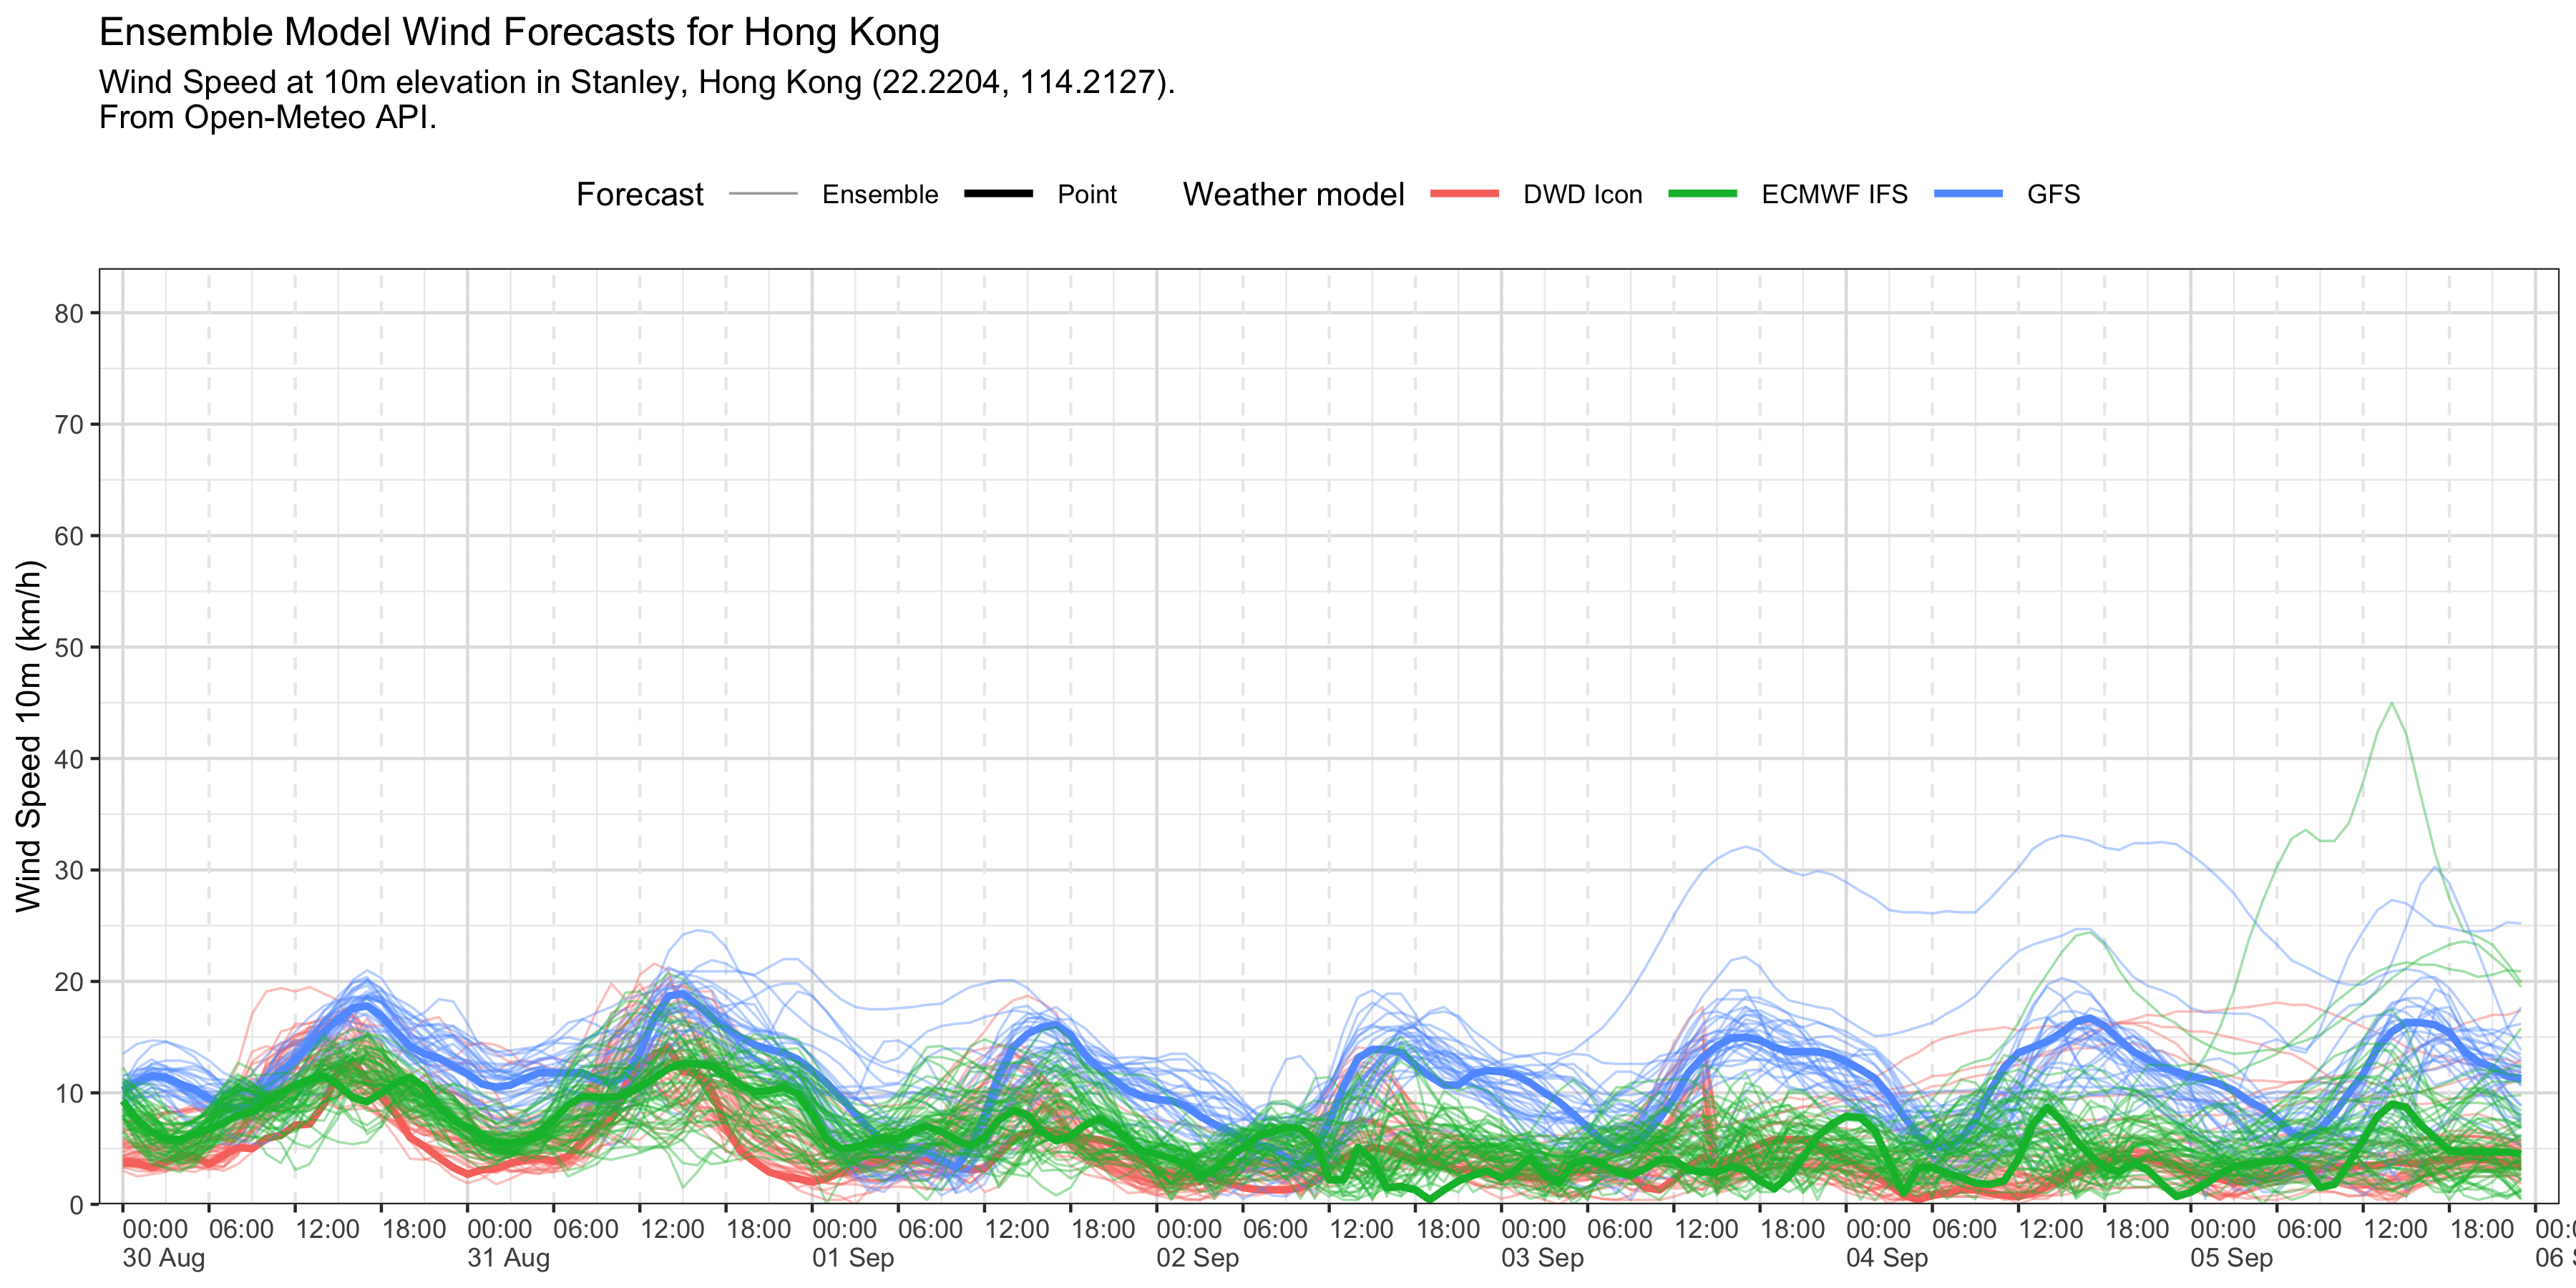 Ensemble Model Wind Forecasts for Hong Kong
Wind Speed at 10m elevation in Stanley, Hong Kong (22.2204, 114.2127).
From Open-Meteo API.
Forecast Ensemble Point Weather model DWD Icon ECMWF IFS GFS
Wind Speed 10m (km/h)
80
70
60
50
40
30
20
10
0
00:00 06:00 12:00 18:00 00:00 06:00 12:00 18:00 00:00 06:00 12:00 18:00 00:00 06:00 12:00 18:00 00:00 06:00 12:00 18:00 00:00 06:00 12:00 18:00 00:00 06:00 12:00 18:00
30 Aug 31 Aug 01 Sep 02 Sep 03 Sep 04 Sep 05 Sep 06